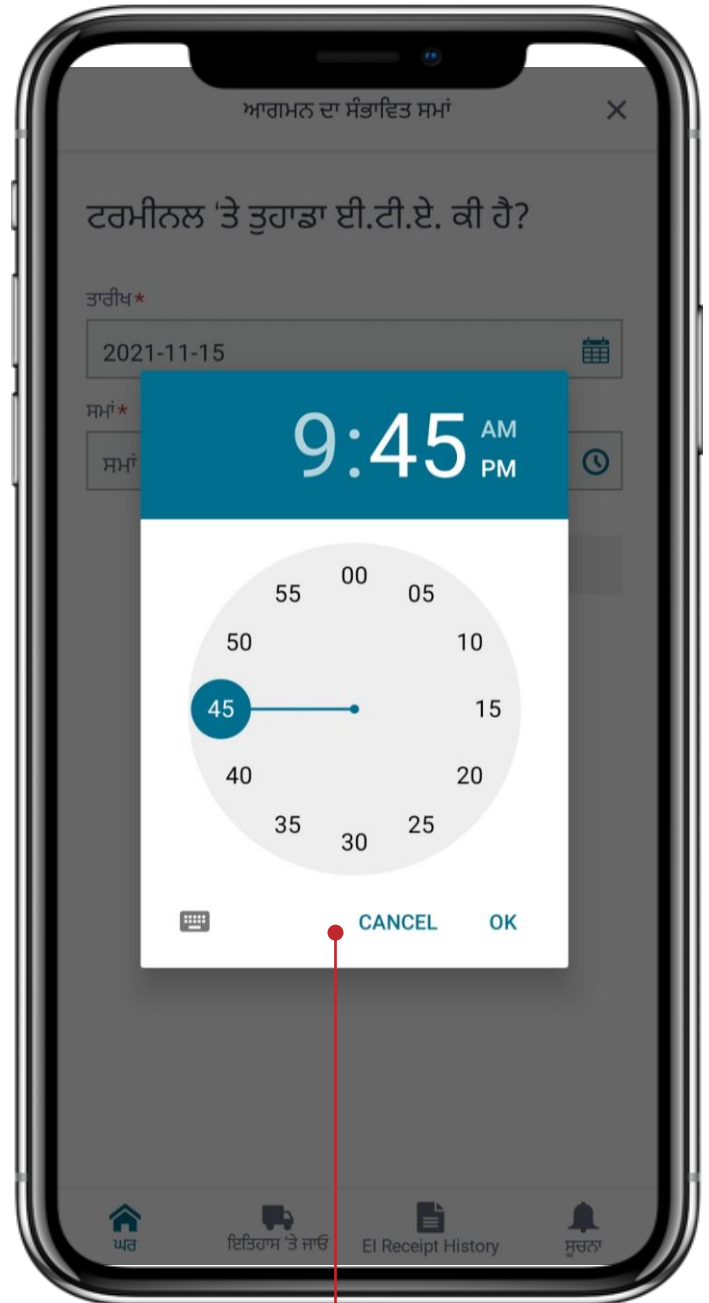 ਆਗਮਨ ਦਾ ਸੰਭਾਵਿਤ ਸਮਾਂ
ਟਰਮੀਨਲ 'ਤੇ ਤੁਹਾਡਾ ਈ.ਟੀ.ਏ. ਕੀ ਹੈ?
ਤਾਰੀਖ*
2021-11-15
ਸਮਾਂ*
ਸਮਾਂ
9:45 AM
PM
00
55 05
50 10
45 15
40 20
35 25
30
CANCEL OK
ਘਰ ਇਤਿਹਾਸ 'ਤੇ ਜਾਓ EI Receipt History ਸੂਚਨਾ